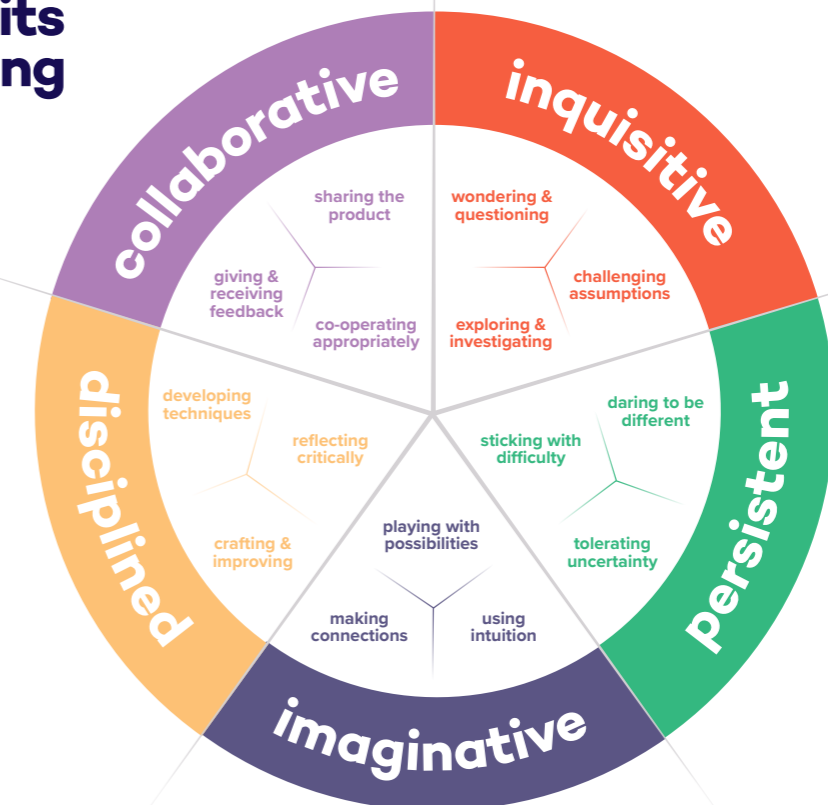 its
ng
collaborative
sharing the
product
giving &
receiving
feedback
co-operating
appropriately
inquisitive
wondering &
questioning
challenging
assumptions
exploring &
investigating
persistent
daring to be
different
sticking with
difficulty
tolerating
uncertainty
imaginative
playing with
possibilities
making
connections
using
intuition
disciplined
developing
techniques
reflecting
critically
crafting &
improving